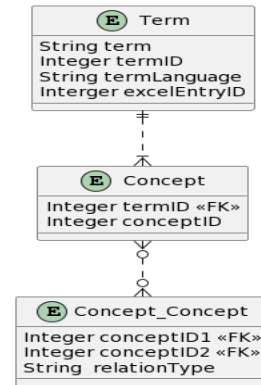 E Term
String term
Integer termID
String termLanguage
Interger excelEntryID
E Concept
Integer termID «FK»
Integer conceptID
E Concept_Concept
Integer conceptID1 «FK»
Integer conceptID2 «FK»
String relationType